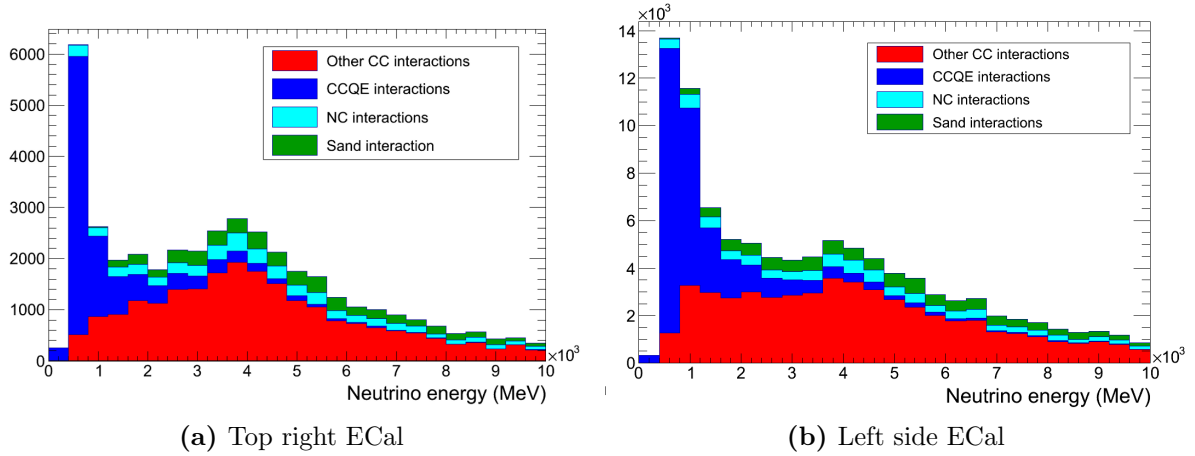 6000
5000
4000
3000
2000
1000
0
0 1 2 3 4 5 6 7 8 9 10
×10³
Neutrino energy (MeV)
Other CC interactions
CCQE interactions
NC interactions
Sand interaction
(a) Top right ECal
×10³
14
12
10
8
6
4
2
0
0 1 2 3 4 5 6 7 8 9 10
×10³
Neutrino energy (MeV)
Other CC interactions
CCQE interactions
NC interactions
Sand interactions
(b) Left side ECal